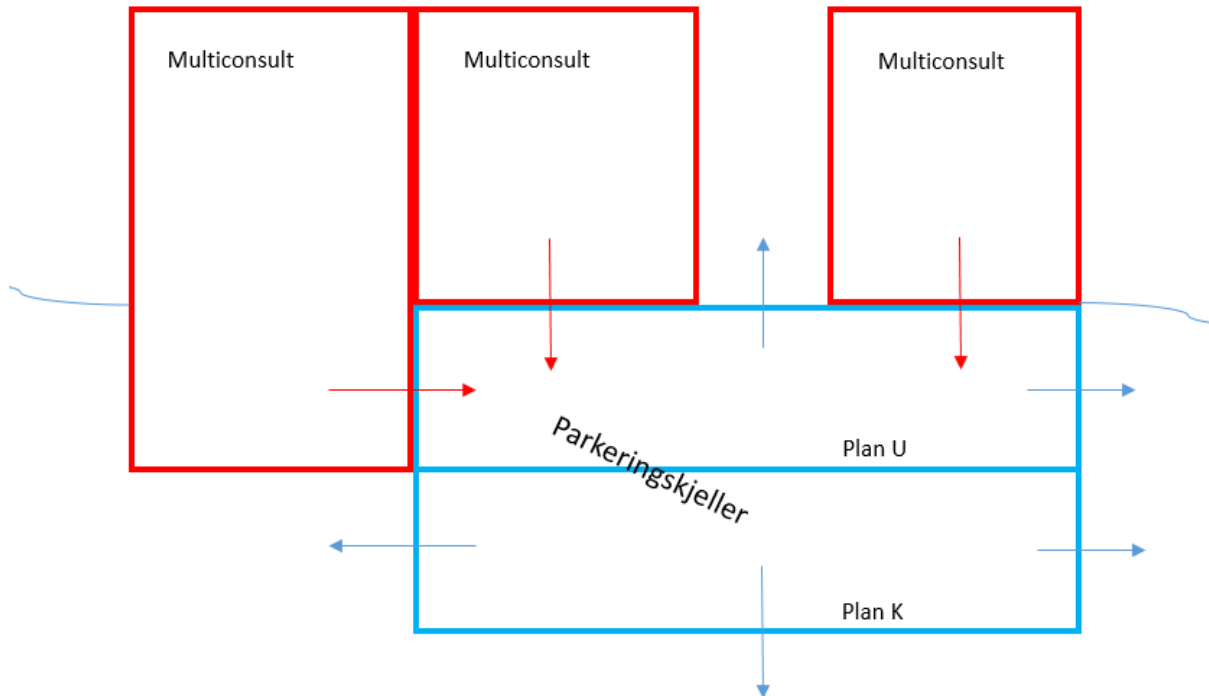 Multiconsult
Multiconsult
Multiconsult
Parkeringskjeller
Plan U
Plan K